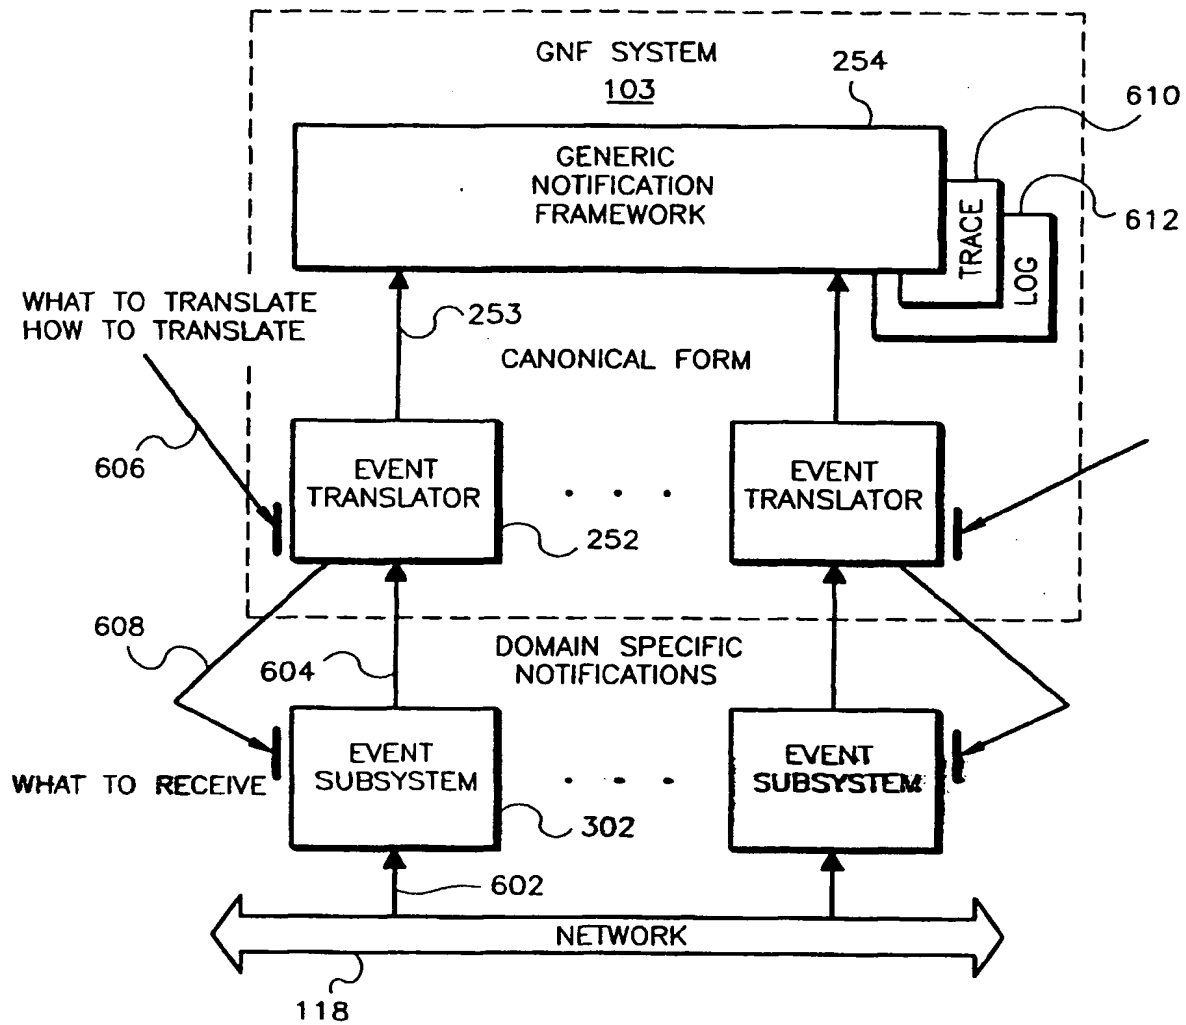 GNF SYSTEM
103
254
610
GENERIC
NOTIFICATION
FRAMEWORK
TRACE
LOG
612
WHAT TO TRANSLATE
HOW TO TRANSLATE
253
CANONICAL FORM
606
EVENT
TRANSLATOR
. . .
EVENT
TRANSLATOR
252
608
604
DOMAIN SPECIFIC
NOTIFICATIONS
WHAT TO RECEIVE
EVENT
SUBSYSTEM
. . .
EVENT
SUBSYSTEM
302
602
NETWORK
118